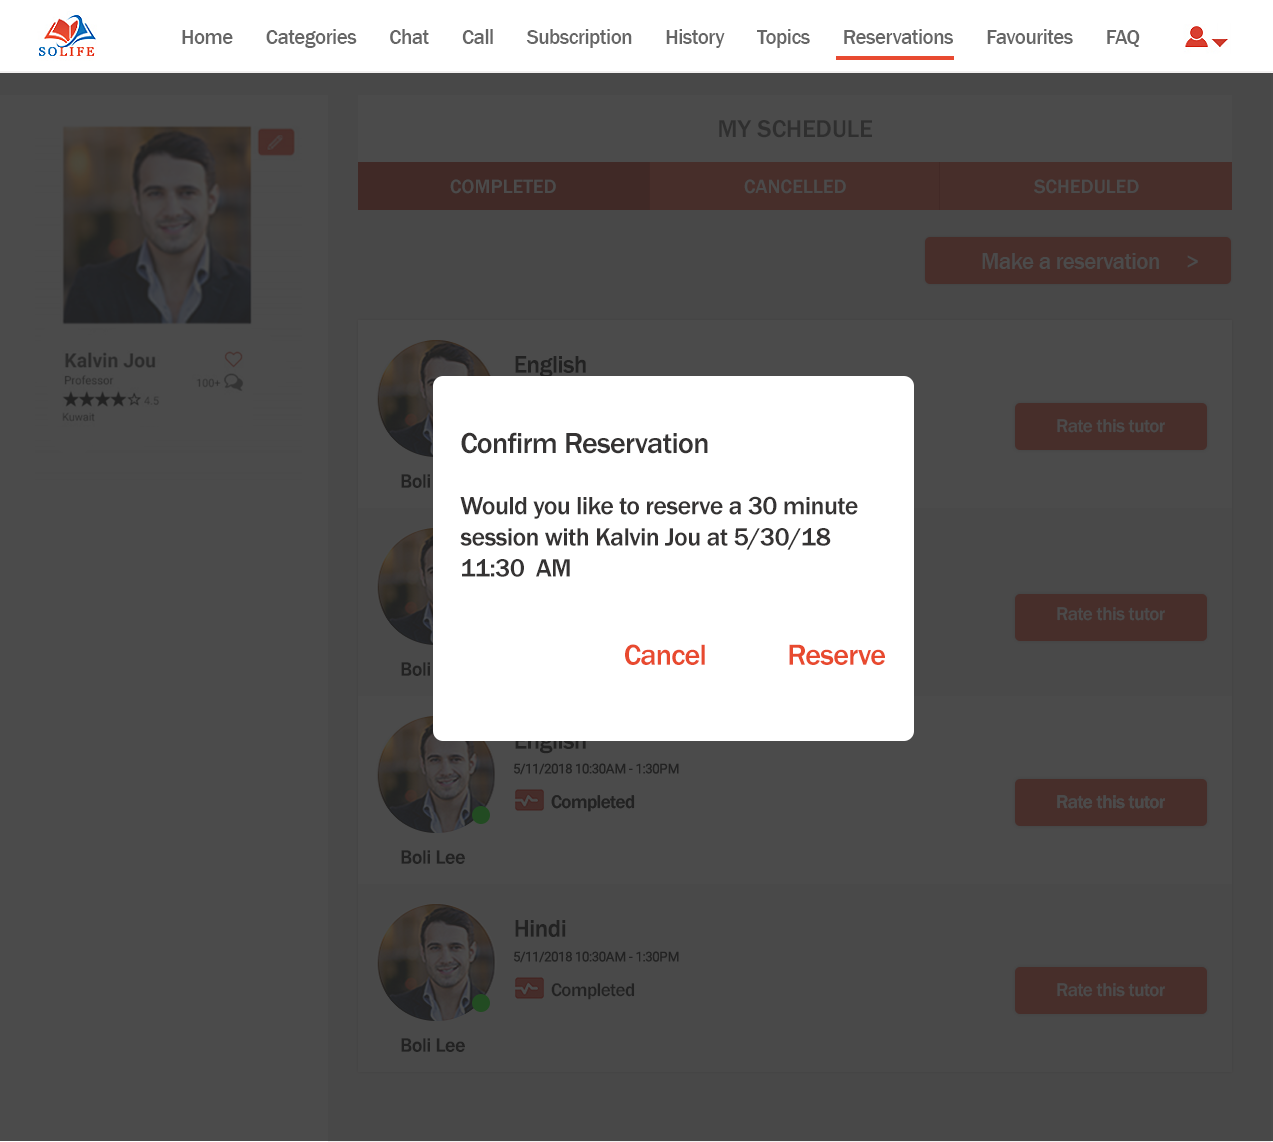 SOLIFE
Home Categories Chat Call Subscription History Topics Reservations Favourites FAQ
Kalvin Jou
Professor
100+
4.5
Kuwait
MY SCHEDULE
COMPLETED CANCELLED SCHEDULED
Make a reservation >
English
Rate this tutor
Boli
Confirm Reservation
Would you like to reserve a 30 minute
session with Kalvin Jou at 5/30/18
11:30 AM
Cancel Reserve
Rate this tutor
Boli
English
5/11/2018 10:30AM - 1:30PM
Completed
Rate this tutor
Boli Lee
Hindi
5/11/2018 10:30AM - 1:30PM
Completed
Rate this tutor
Boli Lee